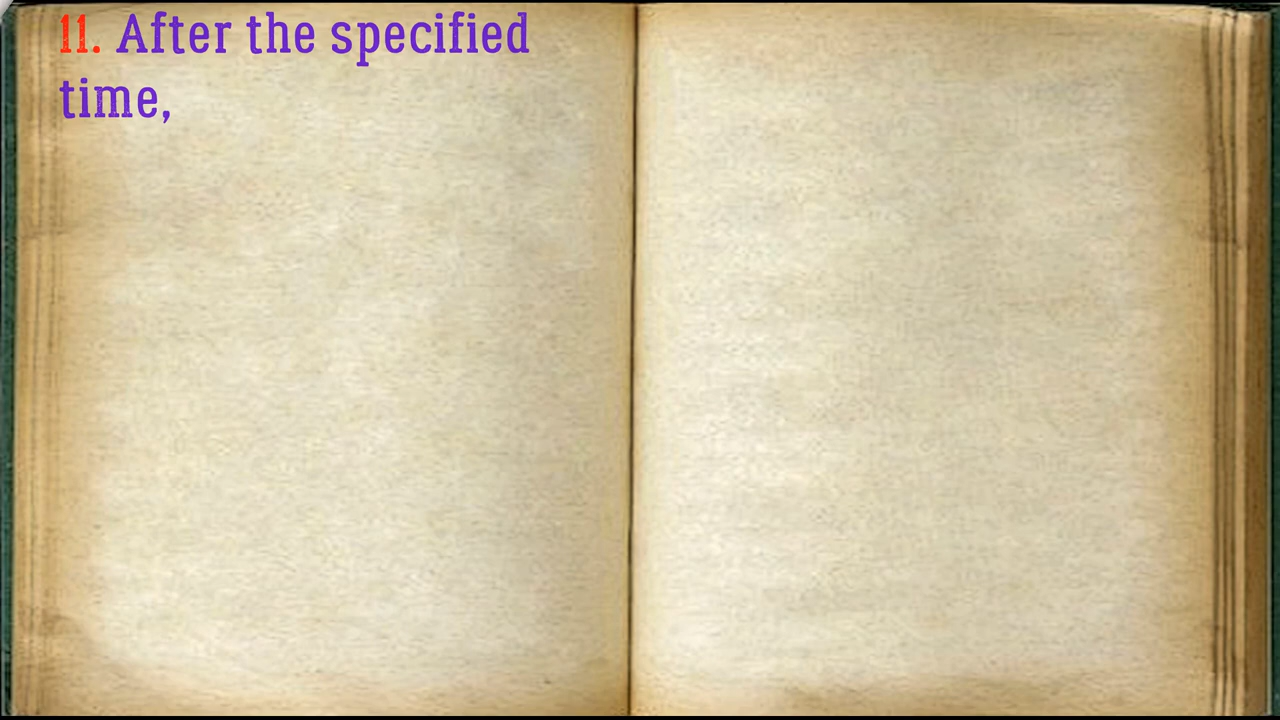 11. After the specified
time,